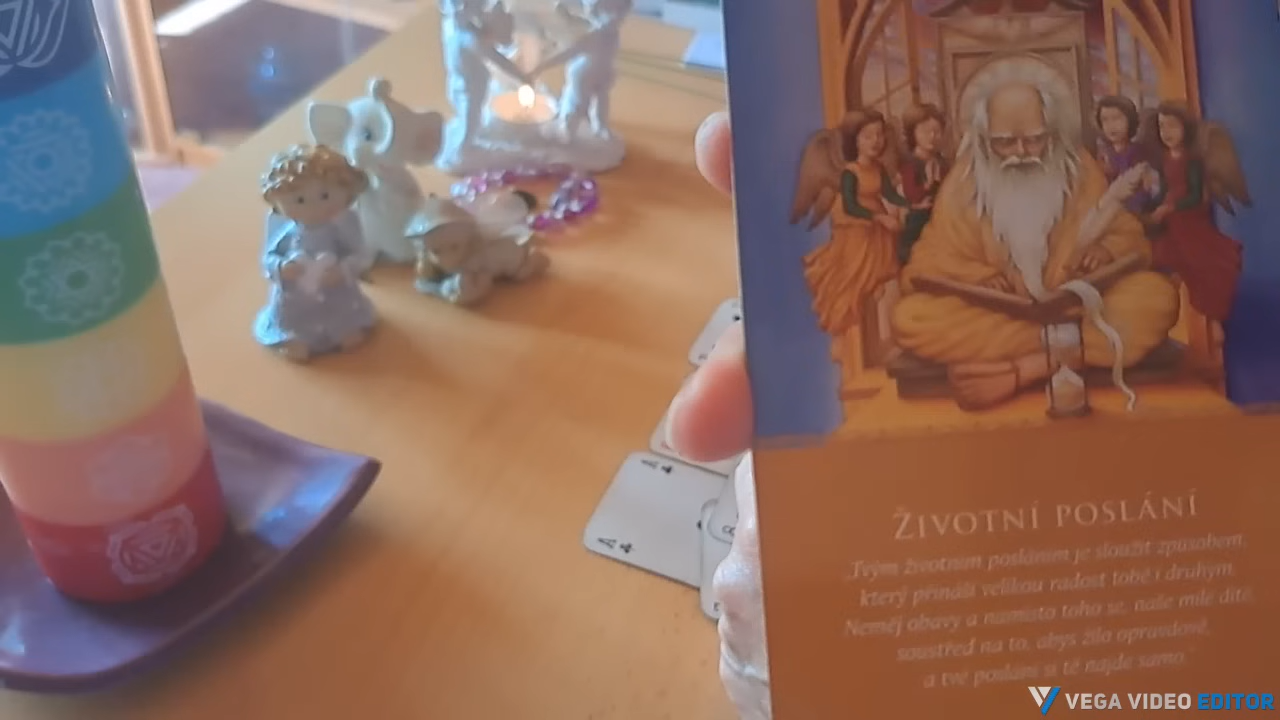 A
A
ŽIVOTNÍ POSLÁNÍ
„Tvým životním posláním je sloužit způsobem,
který přináší velikou radost tobě i druhým.
Neměj obavy a namísto toho se, naše milé dítě,
soustřeď na to, abys žilo opravdově,
a tvé poslání si tě najde samo.“
VEGA VIDEO EDITOR